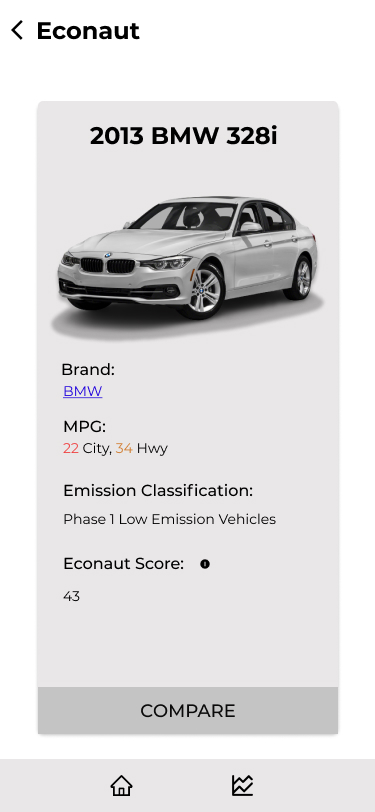 Econaut
2013 BMW 328i
Brand:
BMW
MPG:
22 City, 34 Hwy
Emission Classification:
Phase 1 Low Emission Vehicles
Econaut Score:
43
COMPARE